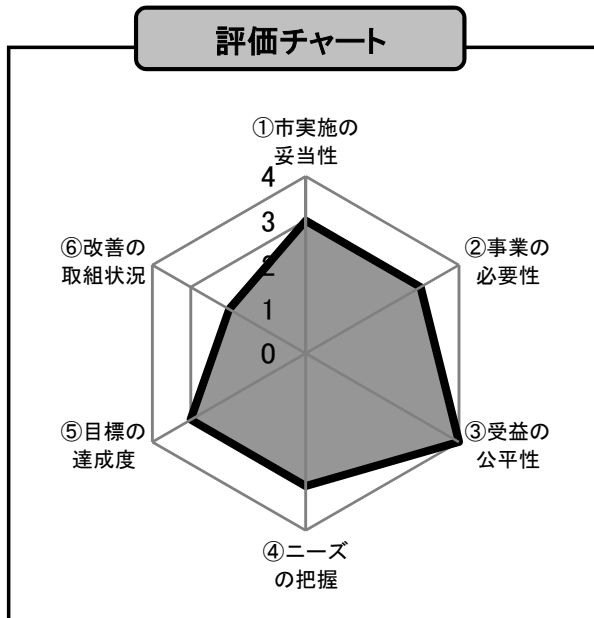 評価チャート
①市実施の
妥当性
4
3
2
1
0
②事業の
必要性
③受益の
公平性
④ニーズ
の把握
⑤目標の
達成度
⑥改善の
取組状況